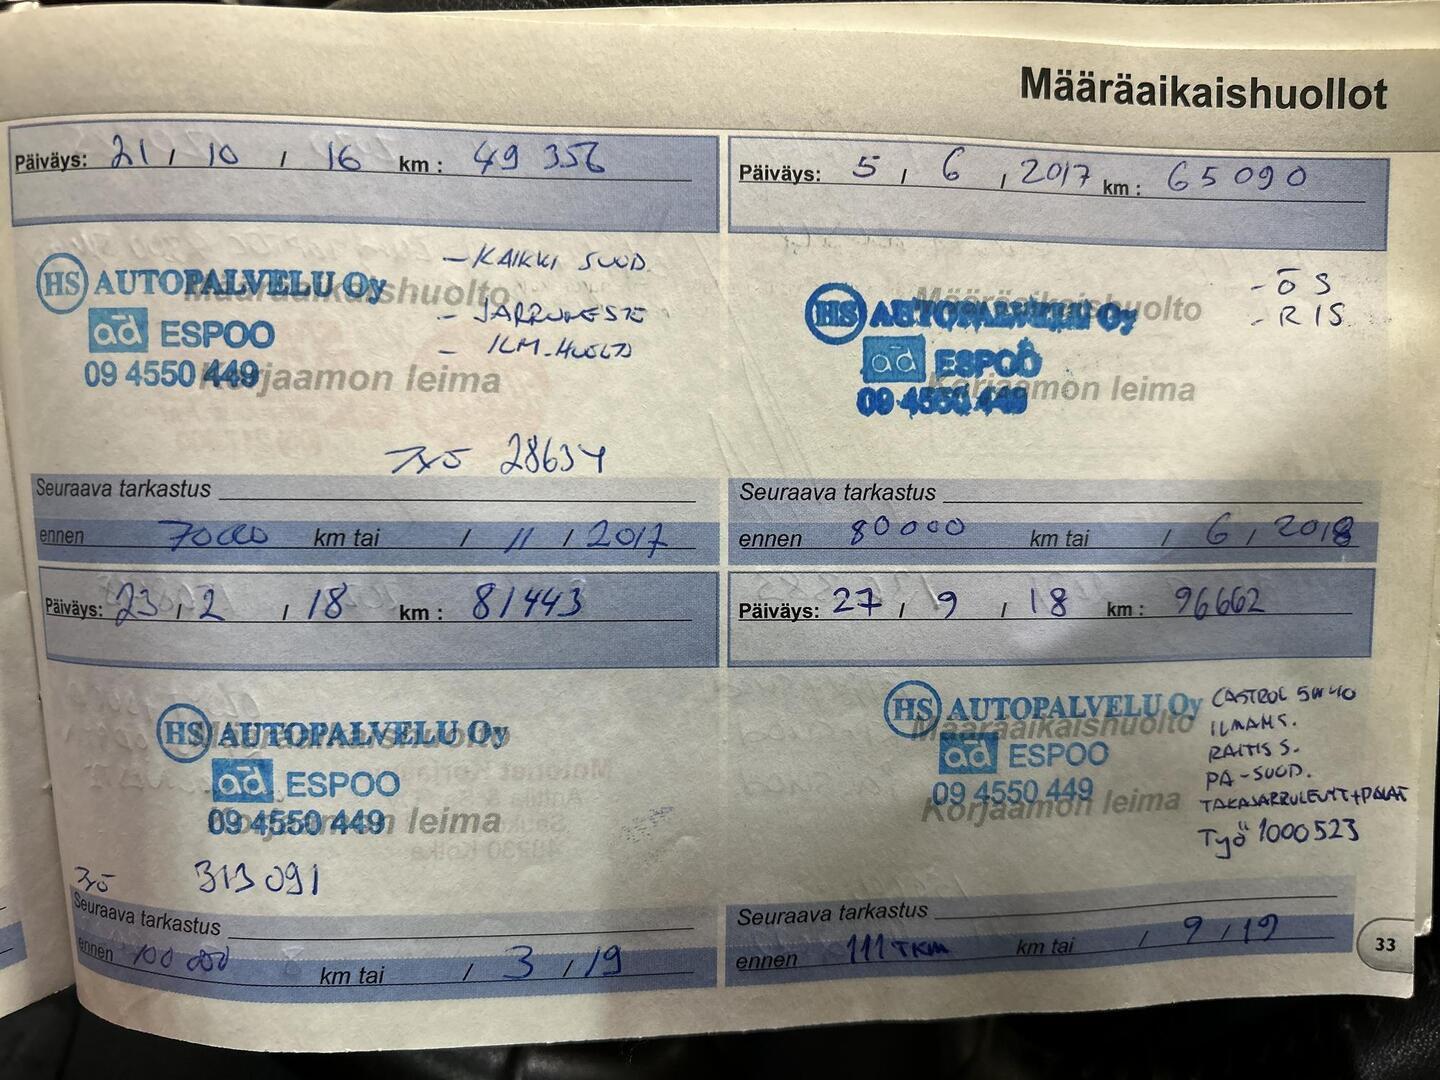 Määräaikaishuollot
Päiväys: 21 / 10 / 16 km : 49 356
HS AUTOPALVELU Oy
ad ESPOO
09 4550 449
Määräaikaishuolto
Korjaamon leima
- KAIKKI SUOD.
- JARRUNESTE
- ILM.HUOLTO
Työ 28634
Seuraava tarkastus
ennen 70000 km tai / 11 / 2017
Päiväys: 5 / 6 / 2017 km : 65090
HS AUTOPALVELU Oy
ad ESPOO
09 4550 449
Määräaikaishuolto
Korjaamon leima
- ÖS
- RIS
Seuraava tarkastus
ennen 80000 km tai / 6 / 2018
Päiväys: 23 / 2 / 18 km : 81443
HS AUTOPALVELU Oy
ad ESPOO
09 4550 449
Määräaikaishuolto
Korjaamon leima
Työ 313091
Seuraava tarkastus
ennen 100 000 km tai / 3 / 19
Päiväys: 27 / 9 / 18 km : 96662
HS AUTOPALVELU Oy
ad ESPOO
09 4550 449
Määräaikaishuolto
Korjaamon leima
CASTROL 5W40
ILMANS.
RAITIS S.
PA-SUOD.
TAKAJARRULEVYT+PALAT
Työ 1000523
Seuraava tarkastus
ennen 111 TKM km tai / 9 / 19
33